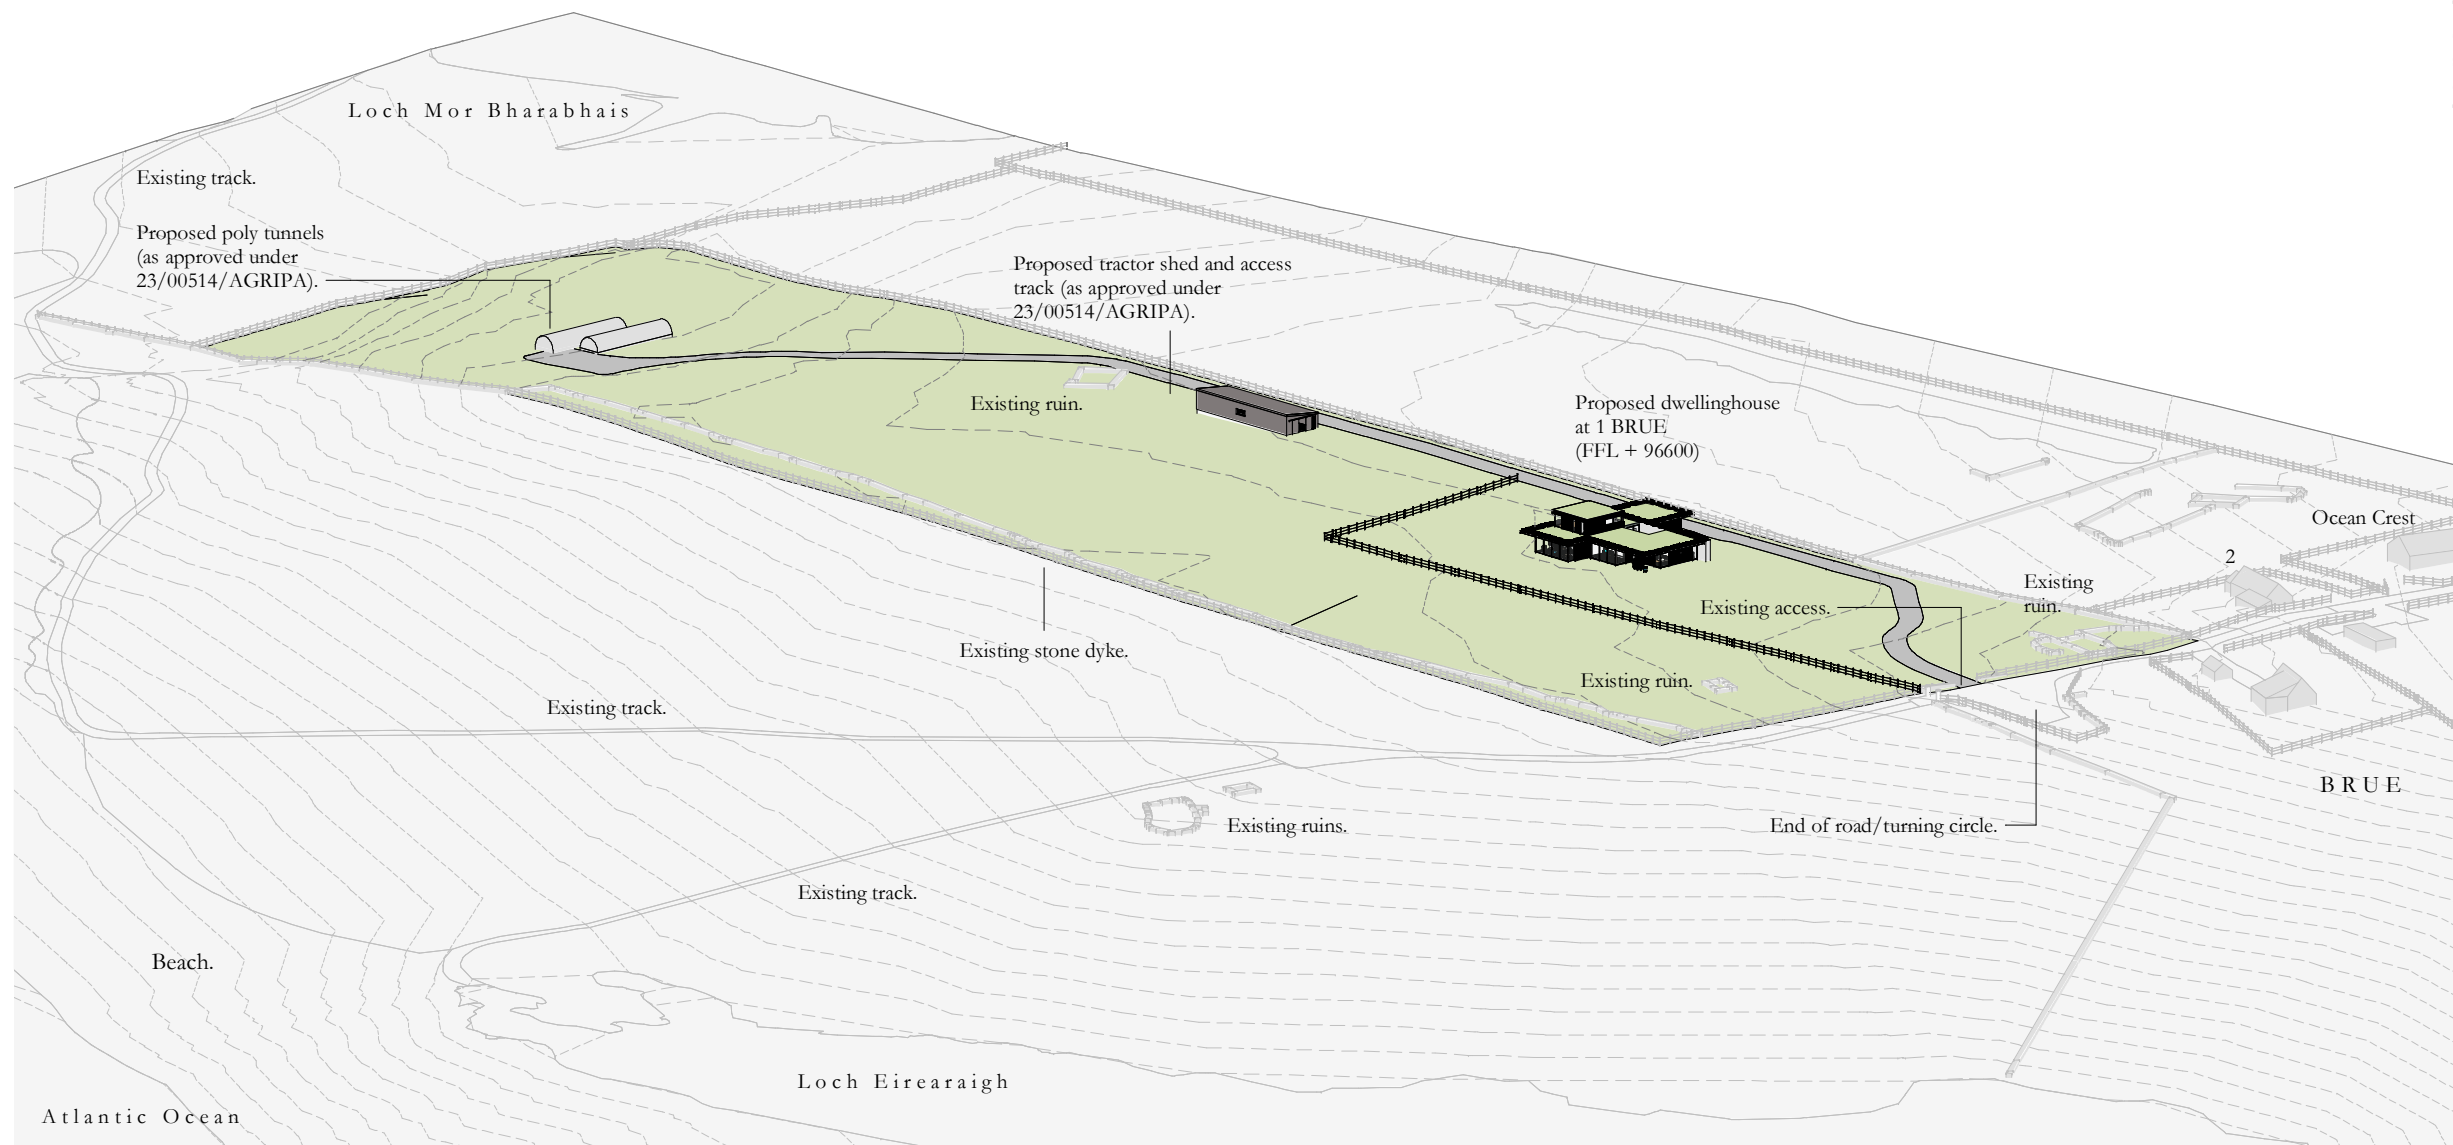 Loch Mor Bharabhais
Existing track.
Proposed poly tunnels
(as approved under
23/00514/AGRIPA).
Proposed tractor shed and access
track (as approved under
23/00514/AGRIPA).
Existing ruin.
Proposed dwellinghouse
at 1 BRUE
(FFL + 96600)
Ocean Crest
2
Existing
ruin.
Existing access.
Existing stone dyke.
Existing ruin.
Existing track.
BRUE
Existing ruins.
End of road/turning circle.
Existing track.
Beach.
Loch Eirearaigh
Atlantic Ocean